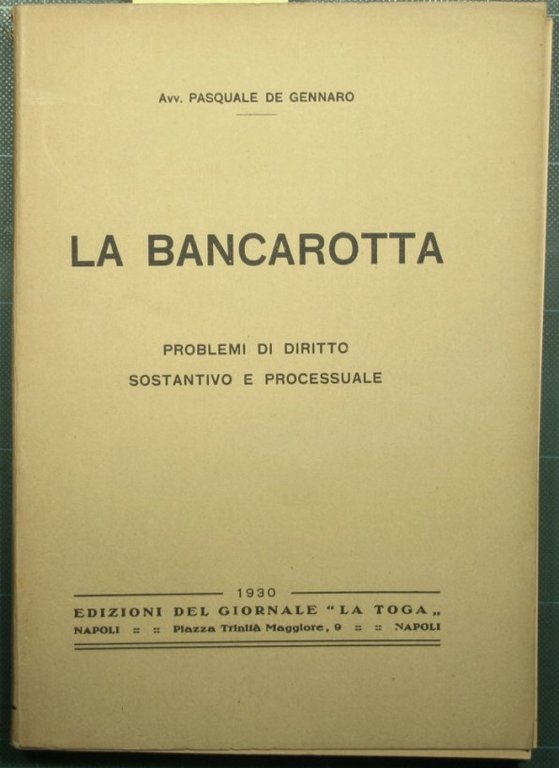 Avv. PASQUALE DE GENNARO
LA BANCAROTTA
PROBLEMI DI DIRITTO
SOSTANTIVO E PROCESSUALE
1930
EDIZIONI DEL GIORNALE "LA TOGA„
NAPOLI :: :: Piazza Trinità Maggiore, 9 :: :: NAPOLI